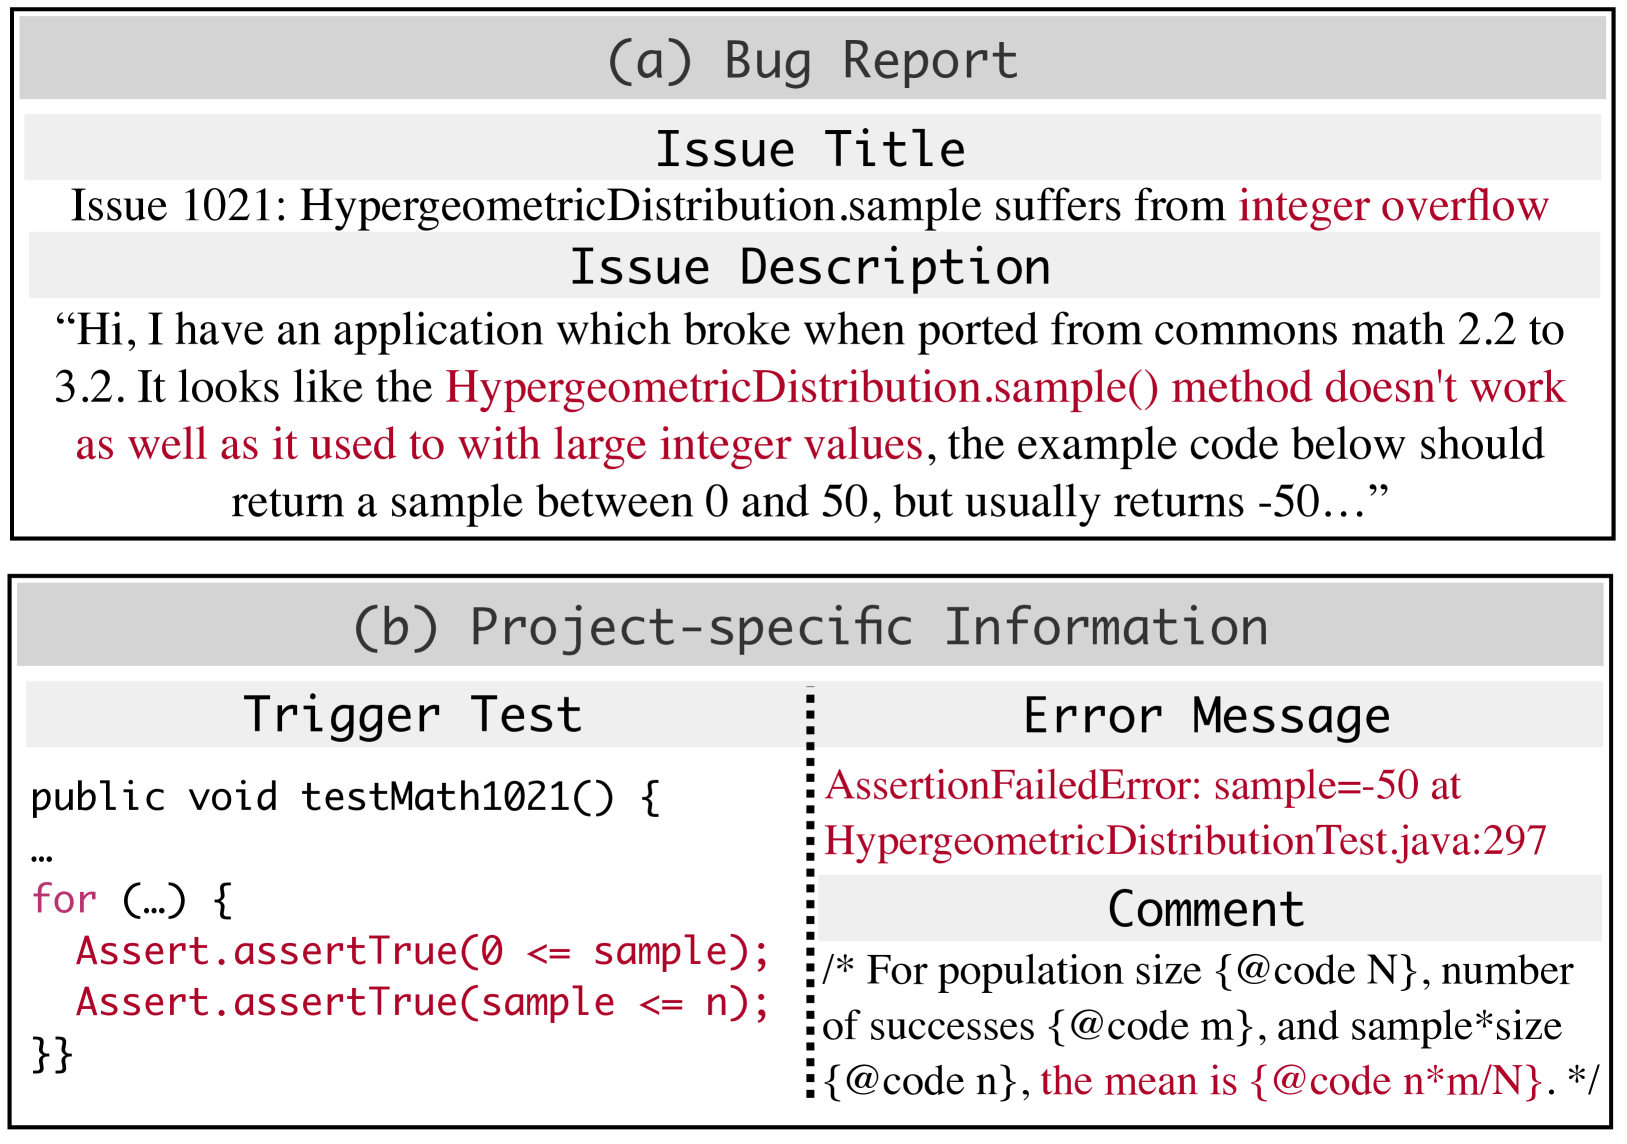 (a) Bug Report
Issue Title
Issue 1021: HypergeometricDistribution.sample suffers from integer overflow
Issue Description
“Hi, I have an application which broke when ported from commons math 2.2 to
3.2. It looks like the HypergeometricDistribution.sample() method doesn't work
as well as it used to with large integer values, the example code below should
return a sample between 0 and 50, but usually returns -50…”
(b) Project-specific Information
Trigger Test
public void testMath1021() {
…
for (…) {
Assert.assertTrue(0 <= sample);
Assert.assertTrue(sample <= n);
}}
Error Message
AssertionFailedError: sample=-50 at
HypergeometricDistributionTest.java:297
Comment
/* For population size {@code N}, number
of successes {@code m}, and sample*size
{@code n}, the mean is {@code n*m/N}. */